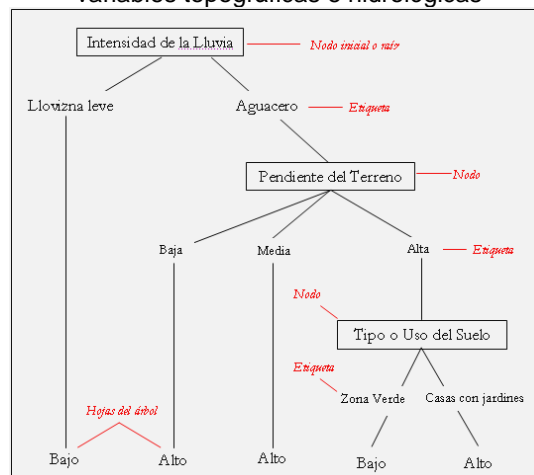 variables topográficas e hidrológicas
Intensidad de la Lluvia
Nodo inicial o raíz
Llovizna leve
Aguacero
Etiqueta
Pendiente del Terreno
Nodo
Baja
Media
Alta
Etiqueta
Nodo
Tipo o Uso del Suelo
Etiqueta
Zona Verde
Casas con jardines
Hojas del árbol
Bajo
Alto
Alto
Bajo
Alto